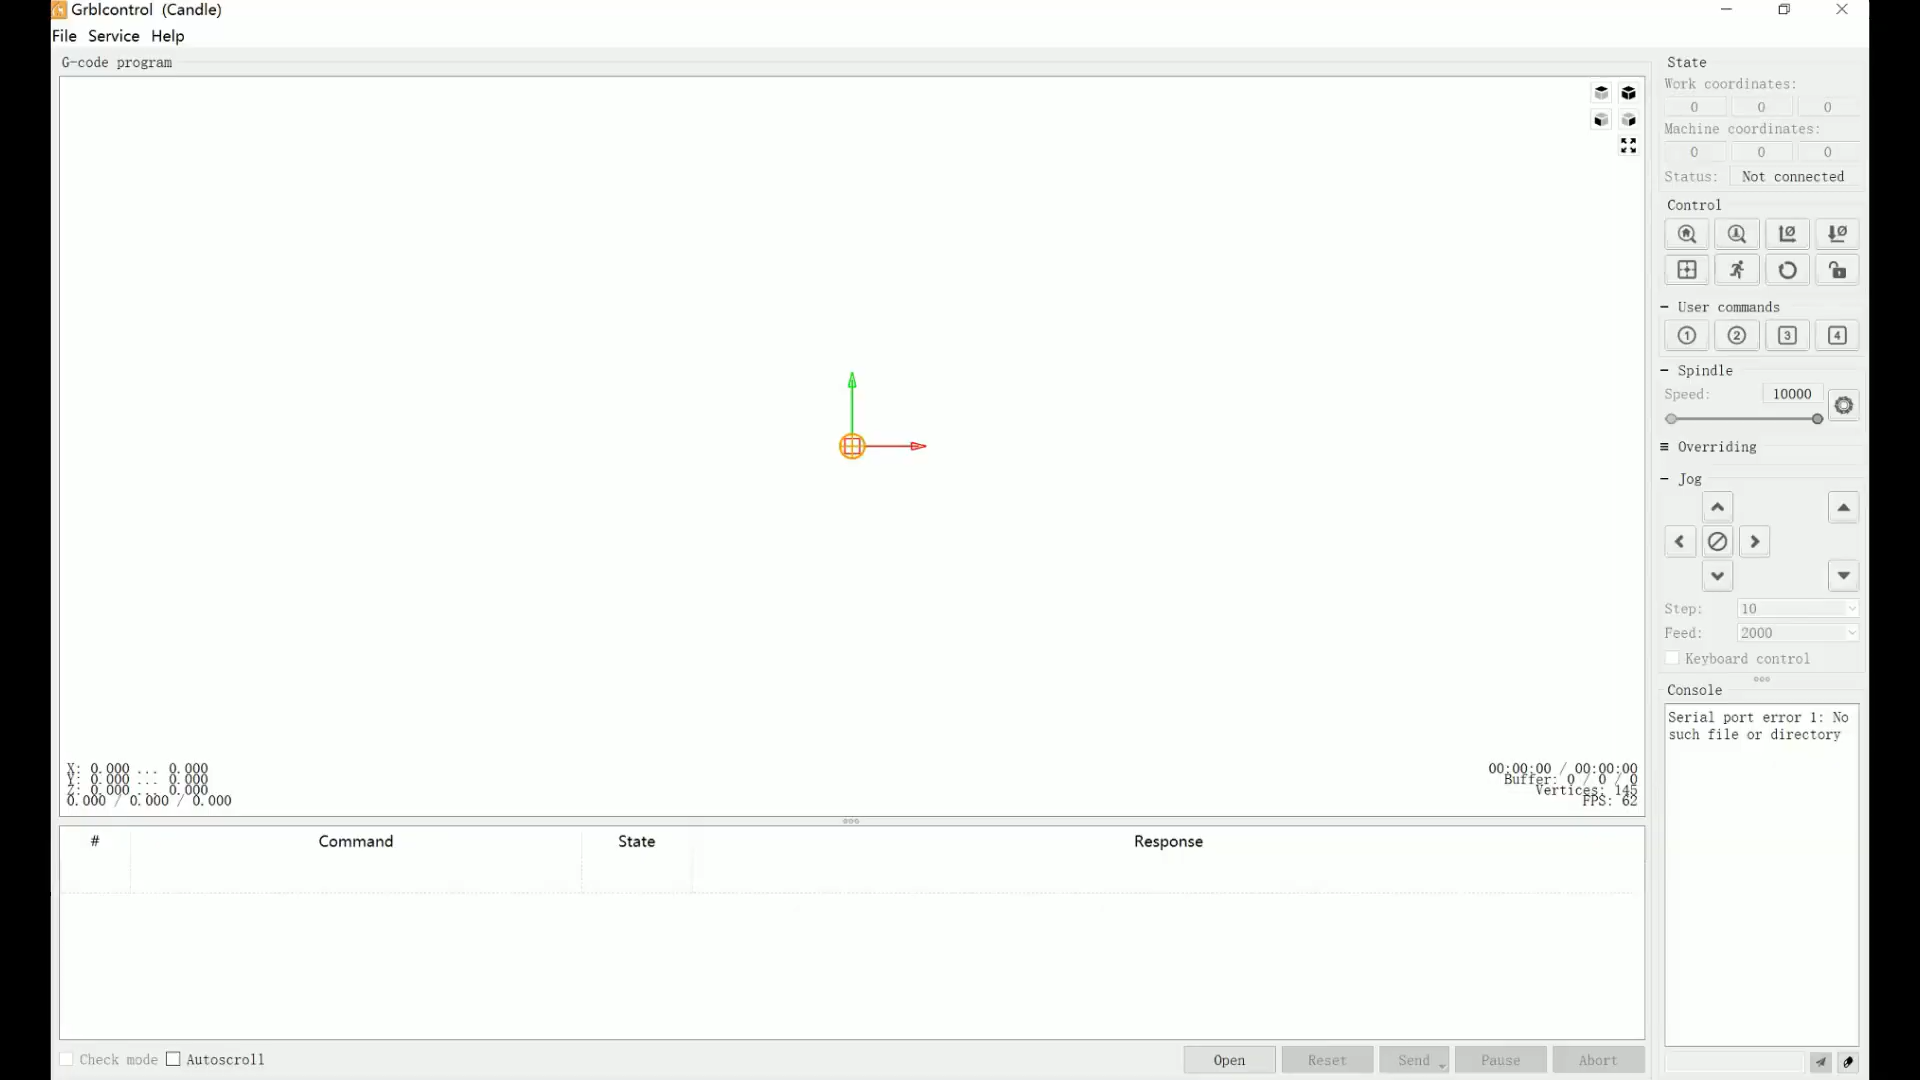 Grblcontrol (Candle)
File Service Help
G-code program
X: 0.000 ... 0.000
Y: 0.000 ... 0.000
Z: 0.000 ... 0.000
0.000 / 0.000 / 0.000
00:00:00 / 00:00:00
Buffer: 0 / 0 / 0
Vertices: 145
FPS: 62
# Command State Response
Check mode Autoscroll
Open Reset Send Pause Abort
State
Work coordinates:
0 0 0
Machine coordinates:
0 0 0
Status: Not connected
Control
User commands
1 2 3 4
Spindle
Speed: 10000
Overriding
Jog
Step: 10
Feed: 2000
Keyboard control
Console
Serial port error 1: No
such file or directory